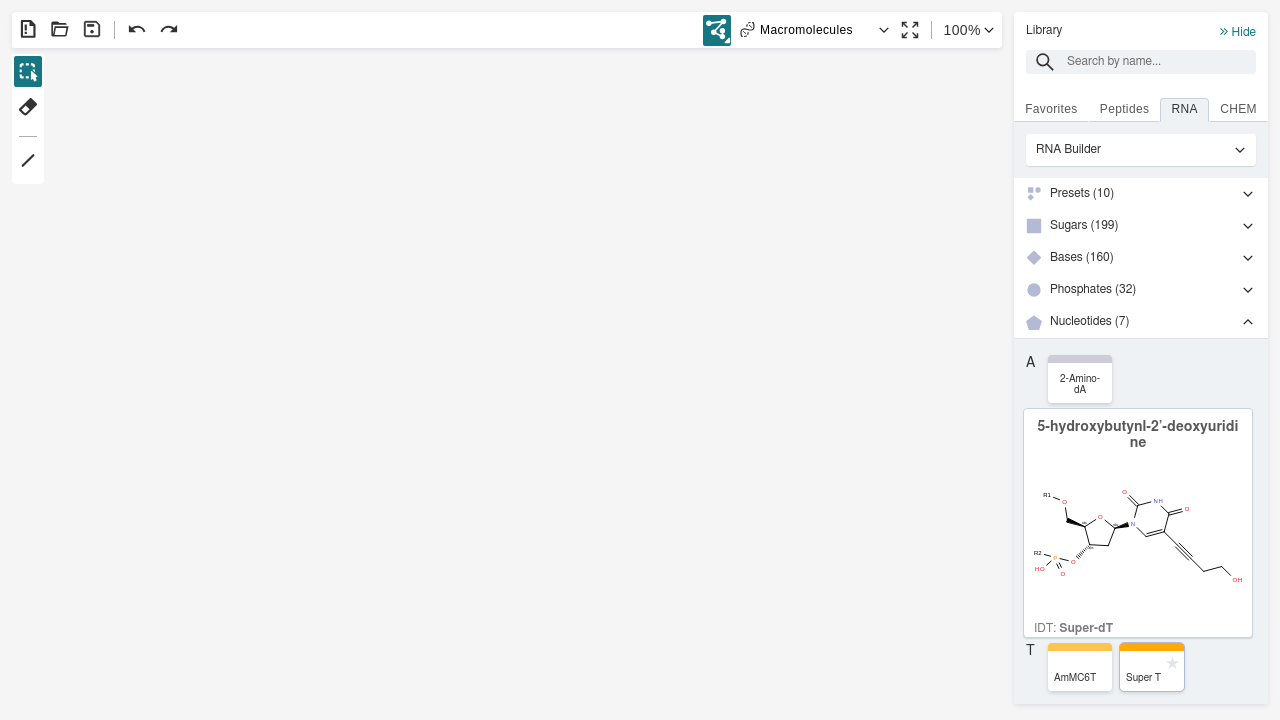 Macromolecules
100%
Library
Hide
Search by name...
Favorites
Peptides
RNA
CHEM
RNA Builder
Presets (10)
Sugars (199)
Bases (160)
Phosphates (32)
Nucleotides (7)
A
2-Amino-
dA
5-hydroxybutynl-2'-deoxyuridi
ne
R1
O
O
NH
O
O
N
R2
P
O
HO
O
OH
IDT: Super-dT
T
AmMC6T
Super T